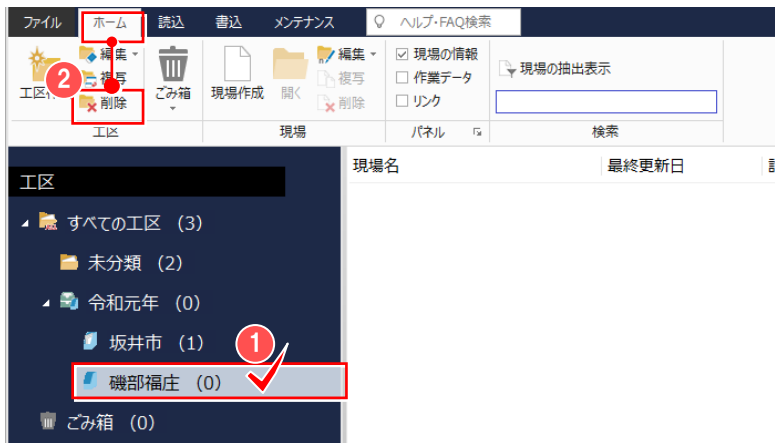 ファイル ホーム 読込 書込 メンテナンス ヘルプ・FAQ検索
編集 編集 現場の情報
複写 複写 作業データ 現場の抽出表示
2
工区 ごみ箱 現場作成 開く
削除 削除 リンク
工区 現場 パネル 検索
工区 現場名 最終更新日
すべての工区 (3)
未分類 (2)
令和元年 (0)
坂井市 (1)
1
磯部福庄 (0)
ごみ箱 (0)